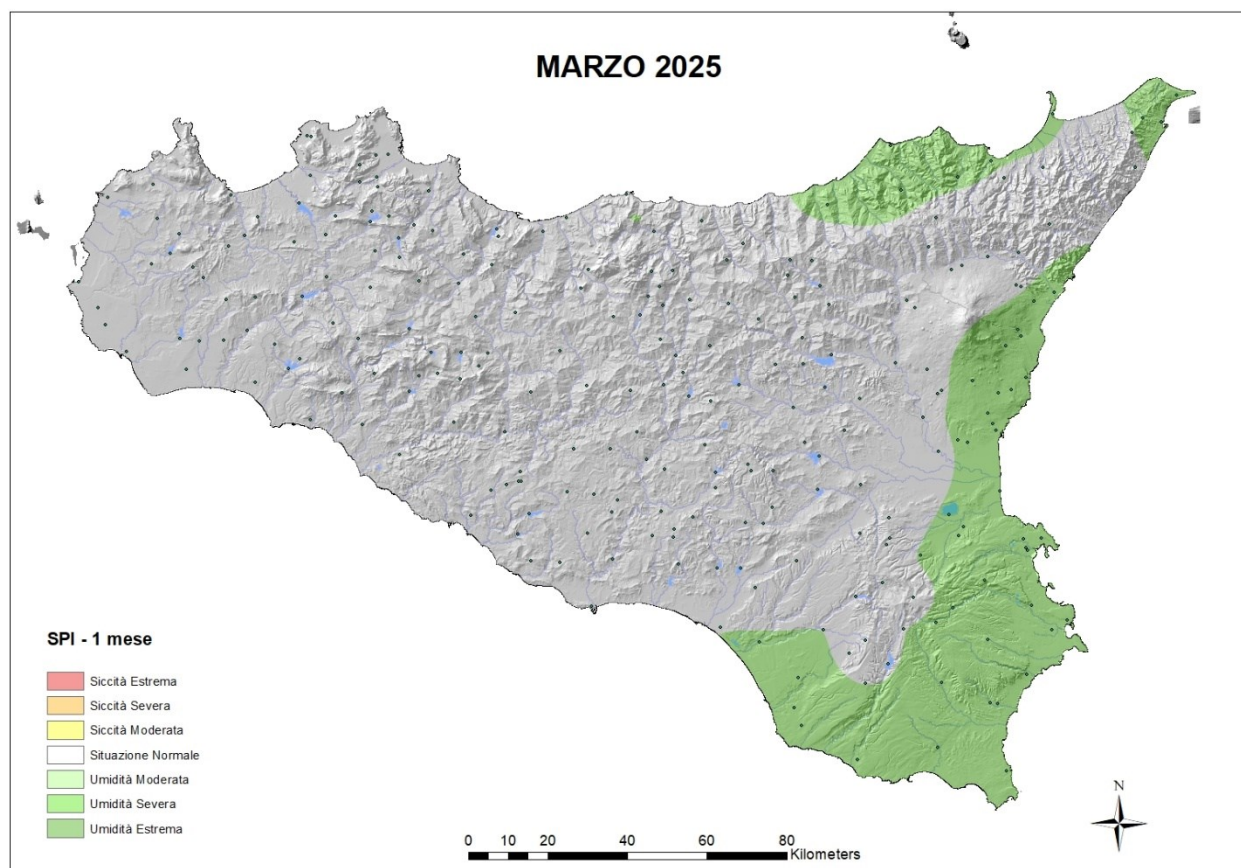 MARZO 2025
SPI - 1 mese
Siccità Estrema
Siccità Severa
Siccità Moderata
Situazione Normale
Umidità Moderata
Umidità Severa
Umidità Estrema
N
0 10 20 40 60 80
Kilometers